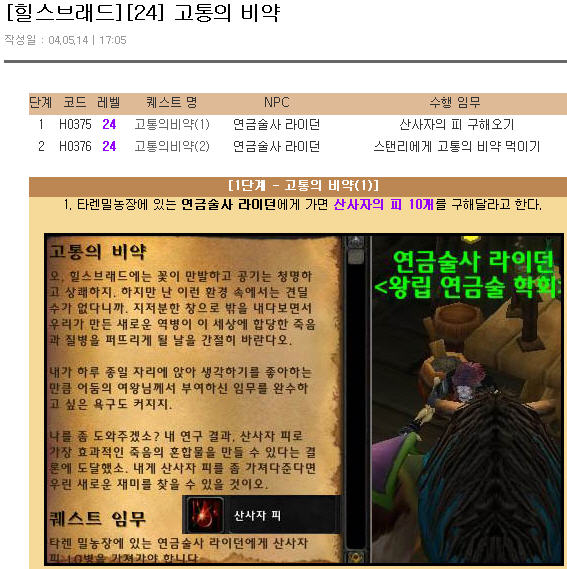 [힐스브래드][24] 고통의 비약
작성일 : 04,05,14 | 17:05
단계 코드 레벨 퀘스트 명 NPC 수행 임무
1 H0375 24 고통의비약(1) 연금술사 라이던 산사자의 피 구해오기
2 H0376 24 고통의비약(2) 연금술사 라이던 스탠리에게 고통의 비약 먹이기
[1단계 - 고통의 비약(1)]
1. 타렌밀농장에 있는 연금술사 라이던에게 가면 산사자의 피 10개를 구해달라고 한다.
고통의 비약
오, 힐스브래드에는 꽃이 만발하고 공기는 청명하
고 상쾌하지. 하지만 난 이런 환경 속에서는 견딜
수가 없다니까. 지저분한 창으로 밖을 내다보면서
우리가 만든 새로운 역병이 이 세상에 합당한 죽음
과 질병을 퍼뜨리게 될 날을 간절히 바란다오.
내가 하루 종일 자리에 앉아 생각하기를 좋아하는
만큼 어둠의 여왕님께서 부여하신 임무를 완수하
고 싶은 욕구도 커지지.
나를 좀 도와주겠소? 내 연구 결과, 산사자 피로
가장 효과적인 죽음의 혼합물을 만들 수 있다는 결
론에 도달했소. 내게 산사자 피를 좀 가져다준다면
우린 새로운 재미를 찾을 수 있을 것이오.
산사자 피
퀘스트 임무
타렌 밀농장에 있는 연금술사 라이던에게 산사자
피 10병을 가져가야 합니다.
연금술사 라이던
<왕립 연금술 학회>